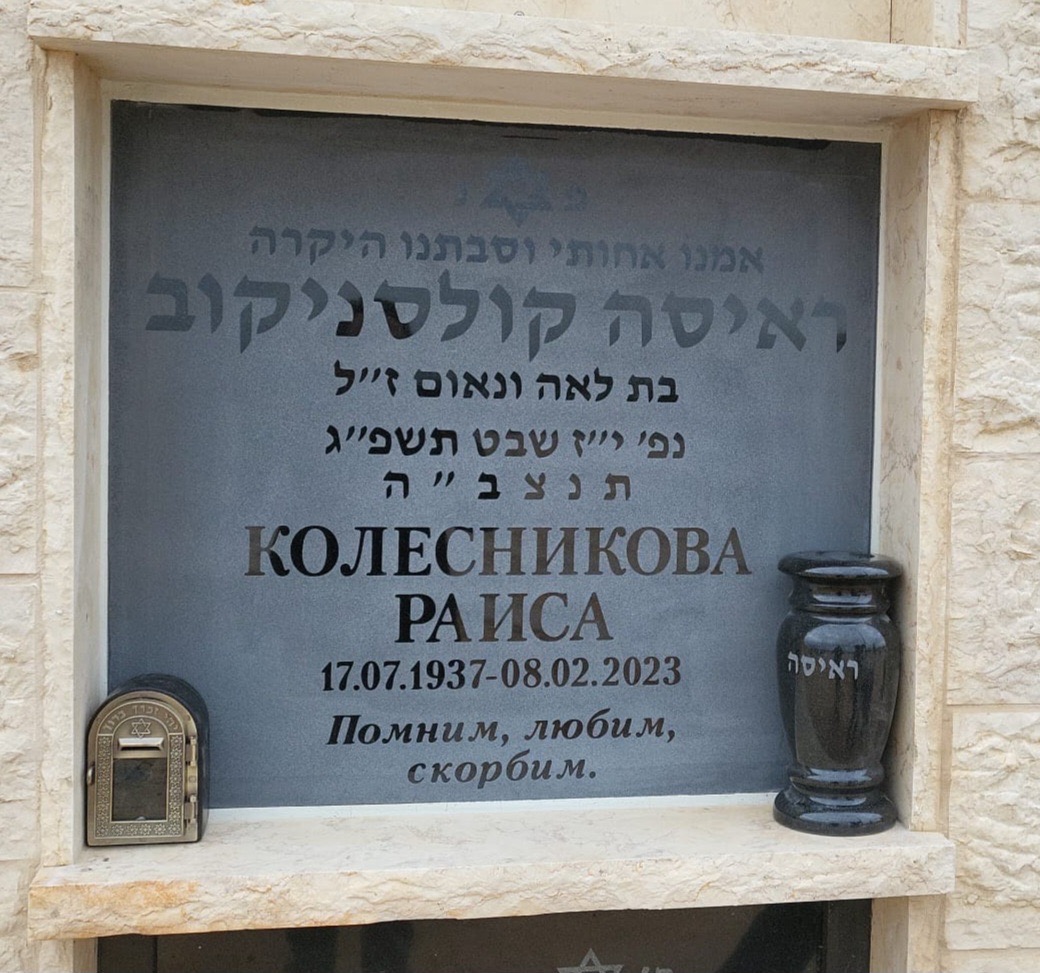 פ נ
אמנו אחותי וסבתנו היקרה
ראיסה קולסניקוב
בת לאה ונאום ז״ל
נפ׳ י״ז שבט תשפ״ג
ת נ צ ב ״ ה
КОЛЕСНИКОВА
РАИСА
17.07.1937-08.02.2023
Помним, любим,
скорбим.
ראיסה